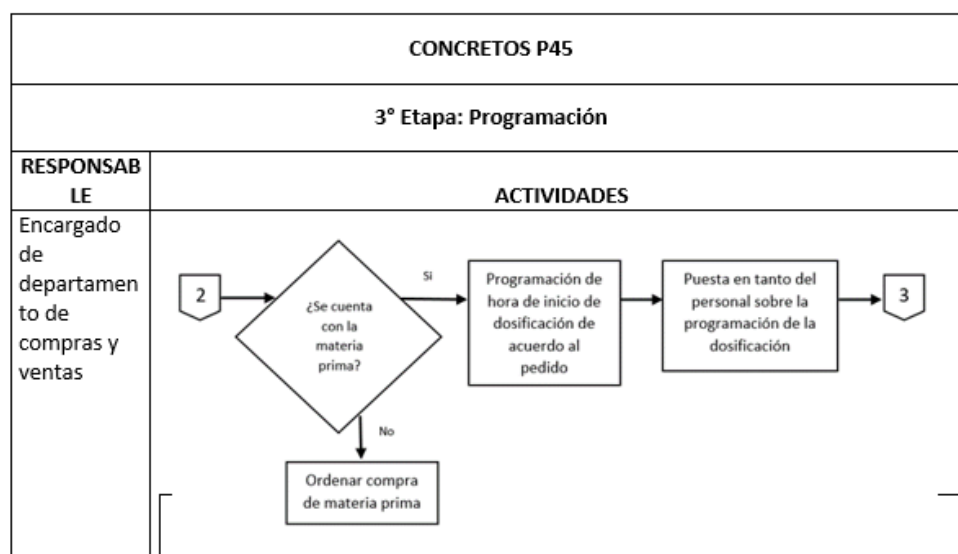 CONCRETOS P45
3° Etapa: Programación
RESPONSAB
LE
ACTIVIDADES
Encargado
de
departamen
to de
compras y
ventas
2
¿Se cuenta
con la
materia
prima?
Si
No
Ordenar compra
de materia prima
Programación de
hora de inicio de
dosificación de
acuerdo al
pedido
Puesta en tanto del
personal sobre la
programación de la
dosificación
3